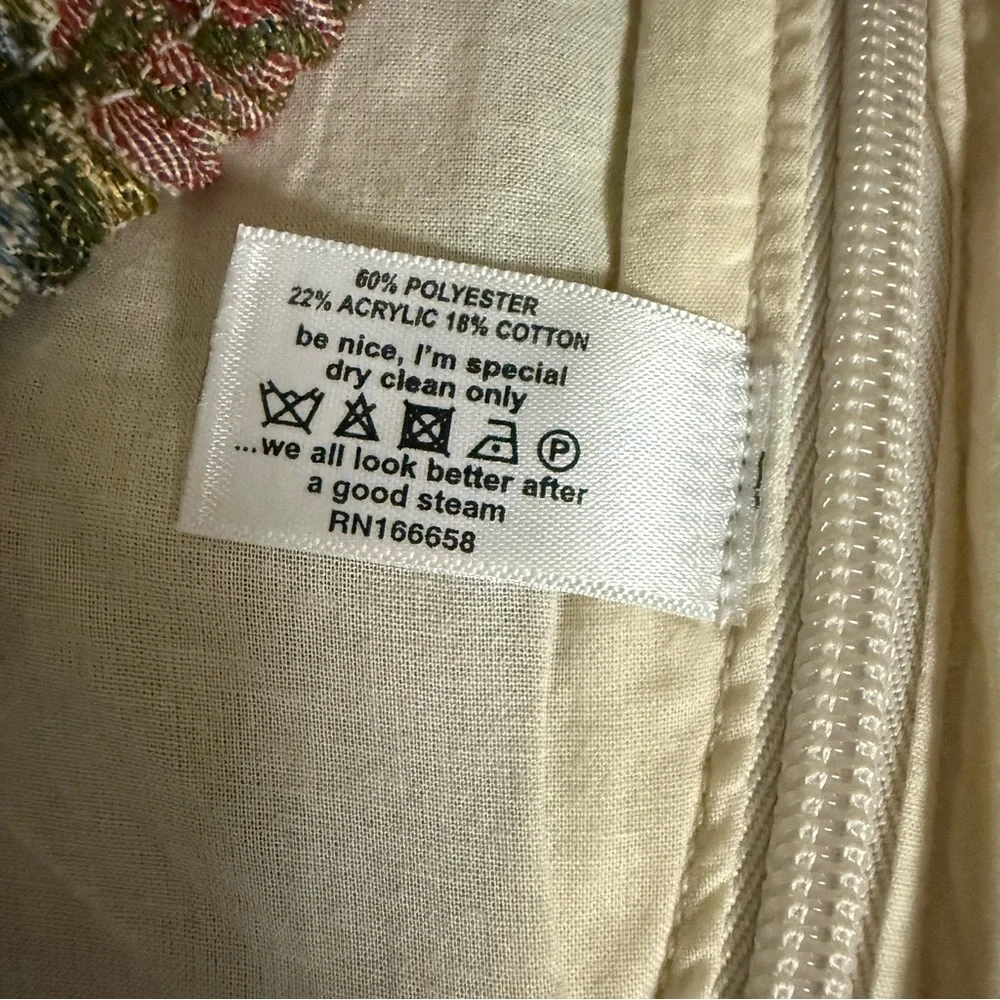 60% POLYESTER
22% ACRYLIC 18% COTTON
be nice, I'm special
dry clean only
P
...we all look better after
a good steam
RN166658